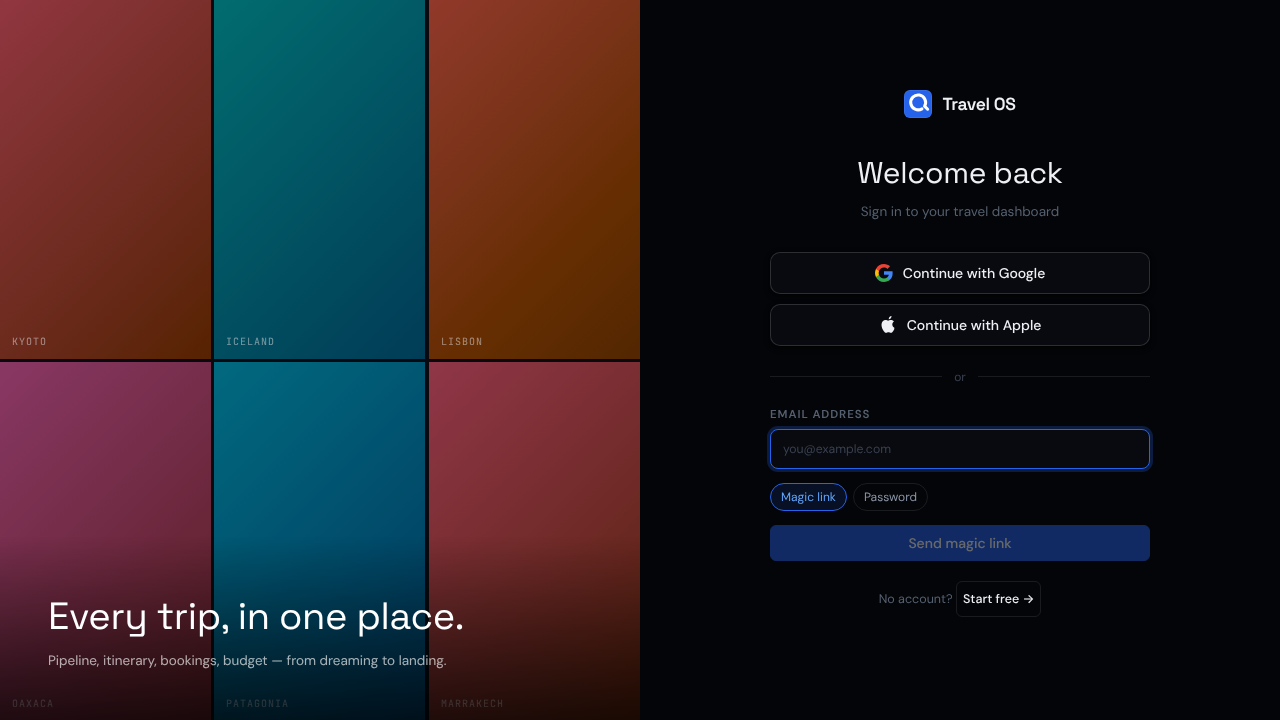 KYOTO
ICELAND
LISBON
Every trip, in one place.
Pipeline, itinerary, bookings, budget — from dreaming to landing.
OAXACA
PATAGONIA
MARRAKECH
Travel OS
Welcome back
Sign in to your travel dashboard
Continue with Google
Continue with Apple
or
EMAIL ADDRESS
you@example.com
Magic link
Password
Send magic link
No account? Start free →